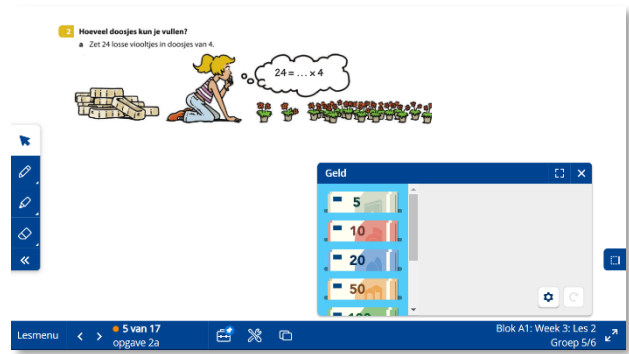 2 Hoeveel doosjes kun je vullen?
a Zet 24 losse viooltjes in doosjes van 4.
24 = ... × 4
Geld
5
10
20
50
100
Lesmenu
5 van 17
opgave 2a
Blok A1: Week 3: Les 2
Groep 5/6